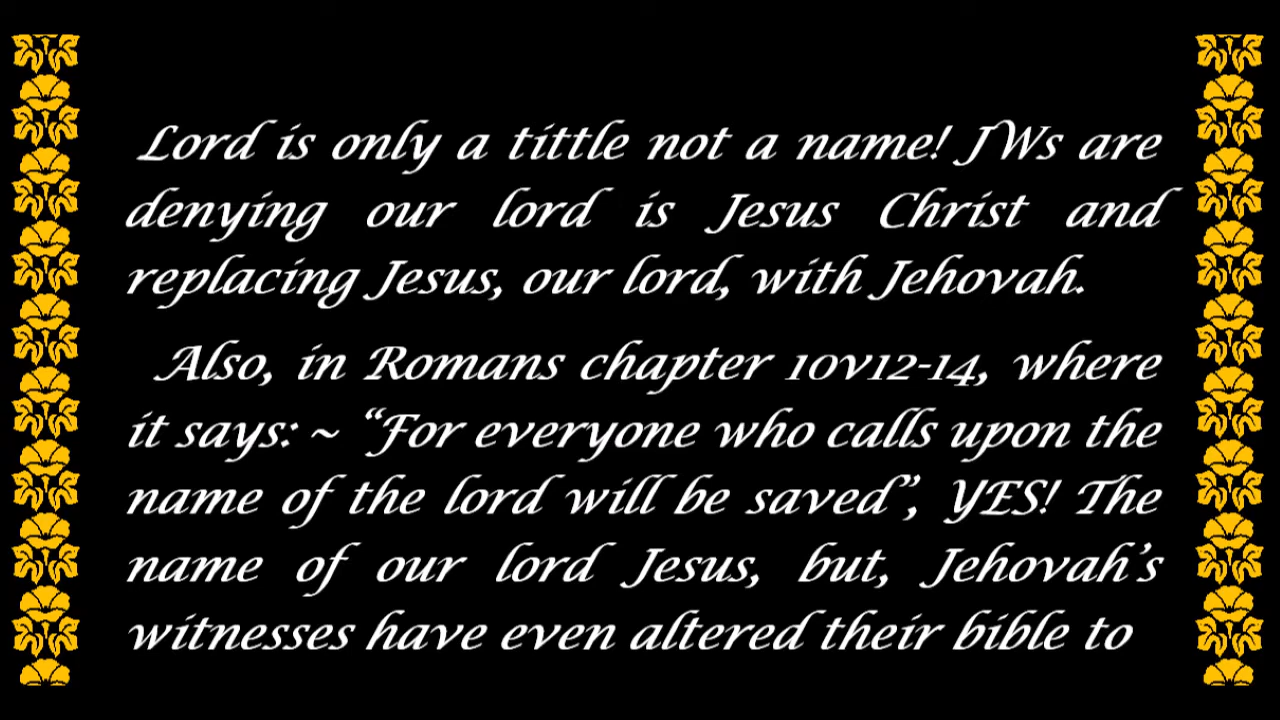 Lord is only a tittle not a name! JWs are
denying our lord is Jesus Christ and
replacing Jesus, our lord, with Jehovah.
Also, in Romans chapter 10v12-14, where
it says: ~ “For everyone who calls upon the
name of the lord will be saved”, YES! The
name of our lord Jesus, but, Jehovah’s
witnesses have even altered their bible to